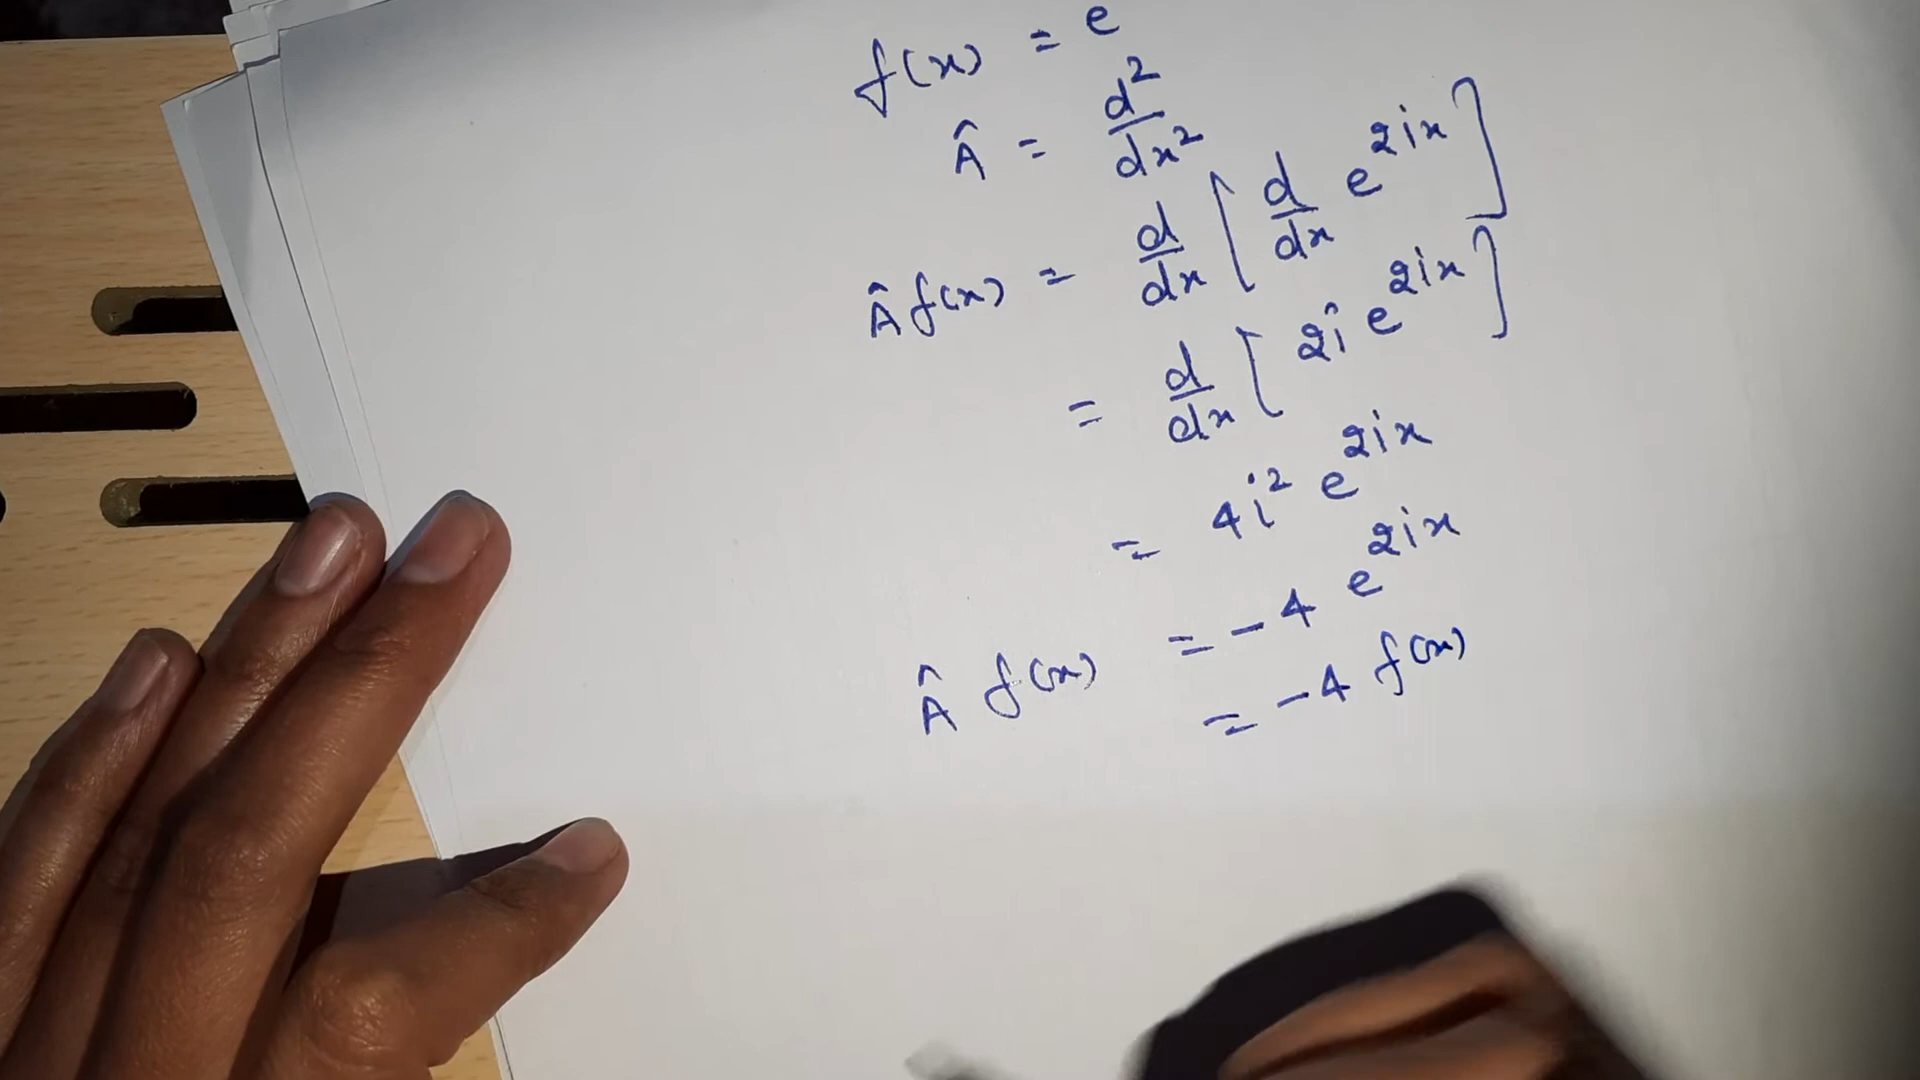 f(x) = e
Â = d²/dx²
Â f(x) = d/dx [ d/dx e^{2ix} ]
= d/dx [ 2i e^{2ix} ]
= 4i² e^{2ix}
= -4 e^{2ix}
Â f(x) = -4 f(x)